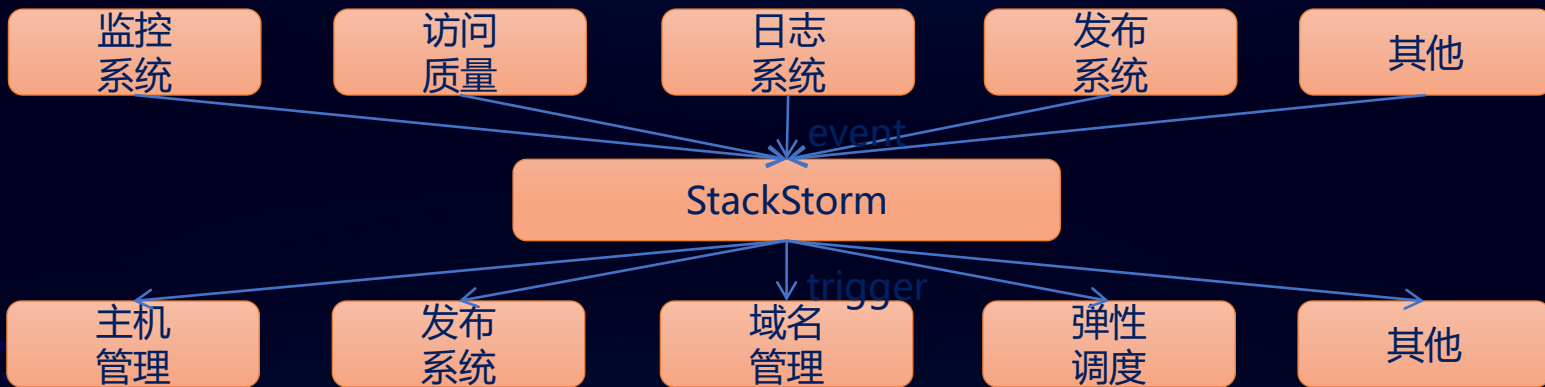 监控
系统
访问
质量
日志
系统
发布
系统
其他
event
StackStorm
trigger
主机
管理
发布
系统
域名
管理
弹性
调度
其他